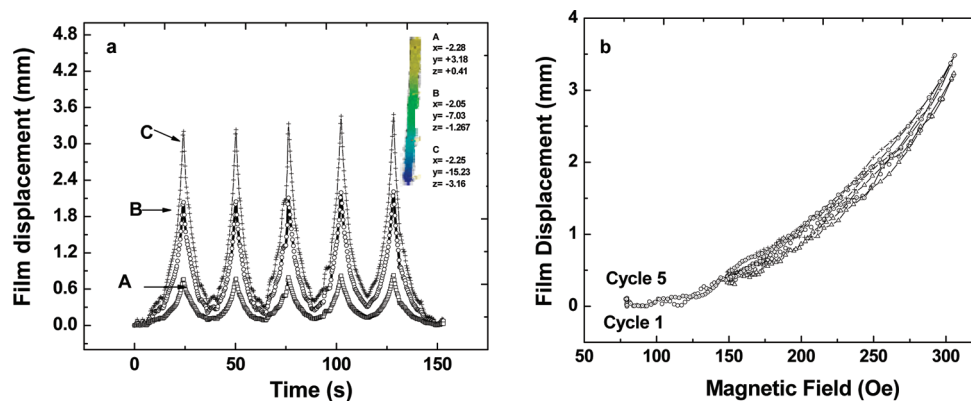 a
4.8
4.2
3.6
3.0
2.4
1.8
1.2
0.6
0.0
Film displacement (mm)
C
B
A
0 50 100 150
Time (s)
A
x= -2.28
y= +3.18
z= +0.41
B
x= -2.05
y= -7.03
z= -1.267
C
x= -2.25
y= -15.23
z= -3.16
b
4
3
2
1
0
Film Displacement (mm)
Cycle 5
Cycle 1
50 100 150 200 250 300
Magnetic Field (Oe)